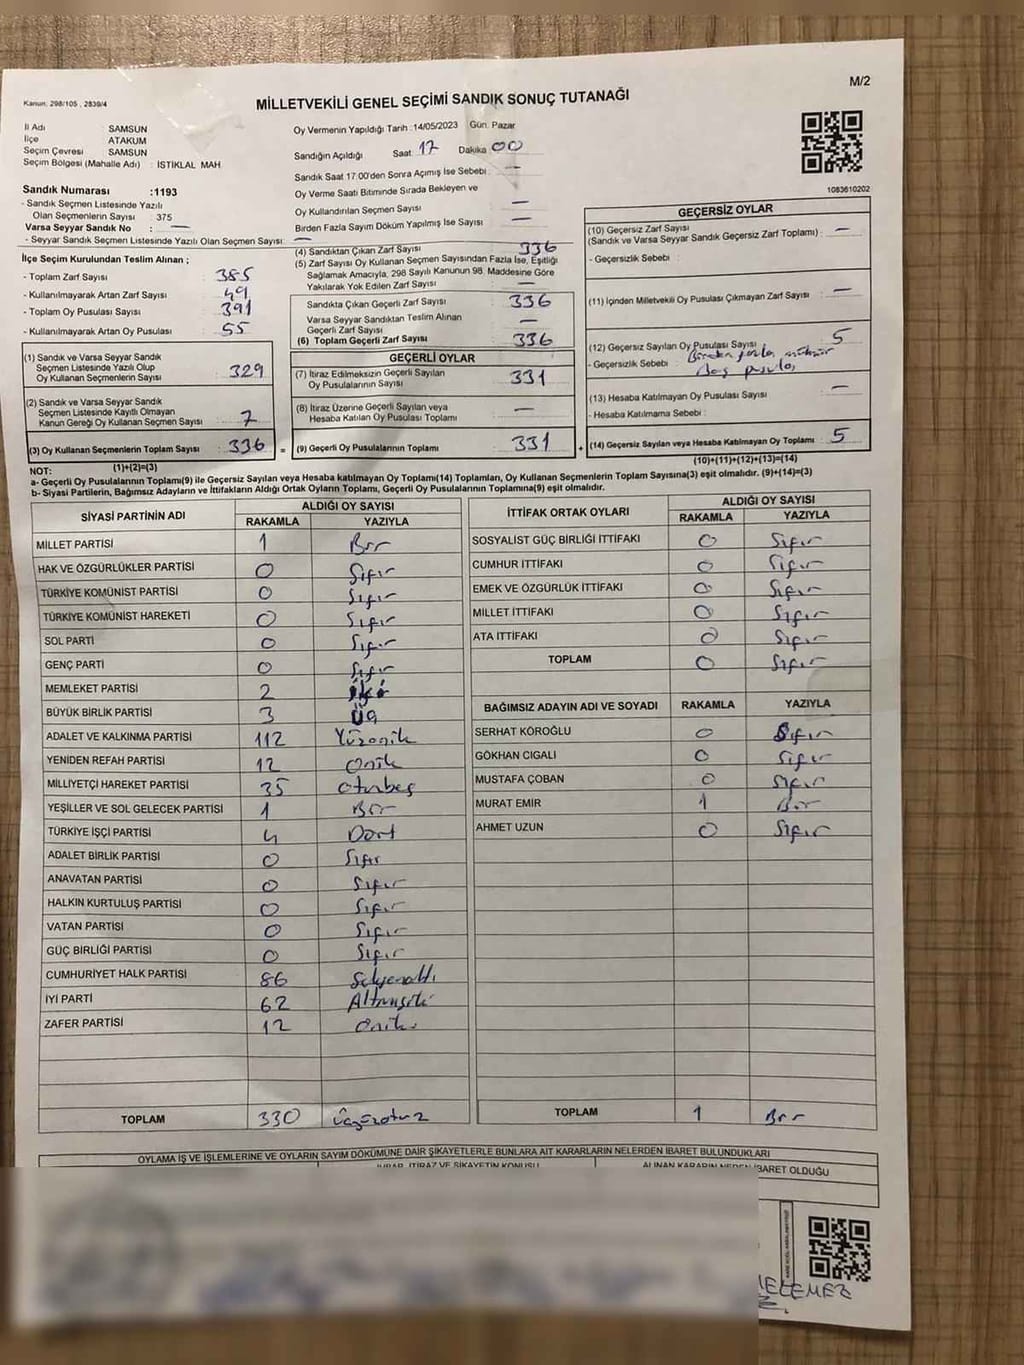 M/2
Kanun. 298/105 , 2839/4
MİLLETVEKİLİ GENEL SEÇİMİ SANDIK SONUÇ TUTANAĞI
İl Adı : SAMSUN
İlçe : ATAKUM
Seçim Çevresi : SAMSUN
Seçim Bölgesi (Mahalle Adı) : İSTİKLAL MAH.
Sandık Numarası :1193
- Sandık Seçmen Listesinde Yazılı
Olan Seçmenlerin Sayısı : 375
Varsa Seyyar Sandık No : —
- Seyyar Sandık Seçmen Listesinde Yazılı Olan Seçmen Sayısı: —
İlçe Seçim Kurulundan Teslim Alınan ;
- Toplam Zarf Sayısı : 385
- Kullanılmayarak Artan Zarf Sayısı : 49
- Toplam Oy Pusulası Sayısı : 391
- Kullanılmayarak Artan Oy Pusulası : 55
(1) Sandık ve Varsa Seyyar Sandık
Seçmen Listesinde Yazılı Olup
Oy Kullanan Seçmenlerin Sayısı : 329
(2) Sandık ve Varsa Seyyar Sandık
Seçmen Listesinde Kayıtlı Olmayan
Kanun Gereği Oy Kullanan Seçmen Sayısı : 7
(3) Oy Kullanan Seçmenlerin Toplam Sayısı : 336
(1)+(2)=(3)
Oy Vermenin Yapıldığı Tarih :14/05/2023 Gün: Pazar
Sandığın Açıldığı Saat 17 Dakika 00
Sandık Saat 17:00'den Sonra Açımış İse Sebebi : —
Oy Verme Saati Bitiminde Sırada Bekleyen ve
Oy Kullandırılan Seçmen Sayısı : —
Birden Fazla Sayım Döküm Yapılmış İse Sayısı : —
(4) Sandıktan Çıkan Zarf Sayısı : 336
(5) Zarf Sayısı Oy Kullanan Seçmen Sayısından Fazla İse, Eşitliği
Sağlamak Amacıyla, 298 Sayılı Kanunun 98. Maddesine Göre
Yakılarak Yok Edilen Zarf Sayısı : —
Sandıkta Çıkan Geçerli Zarf Sayısı : 336
Varsa Seyyar Sandıktan Teslim Alınan
Geçerli Zarf Sayısı : —
(6) Toplam Geçerli Zarf Sayısı : 336
GEÇERLİ OYLAR
(7) İtiraz Edilmeksizin Geçerli Sayılan
Oy Pusulalarının Sayısı : 331
(8) İtiraz Üzerine Geçerli Sayılan veya
Hesaba Katılan Oy Pusulası Toplamı : —
= (9) Geçerli Oy Pusulalarının Toplamı : 331
1083610202
GEÇERSİZ OYLAR
(10) Geçersiz Zarf Sayısı
(Sandık ve Varsa Seyyar Sandık Geçersiz Zarf Toplamı) : —
- Geçersizlik Sebebi :
(11) İçinden Milletvekili Oy Pusulası Çıkmayan Zarf Sayısı : —
(12) Geçersiz Sayılan Oy Pusulası Sayısı : 5
- Geçersizlik Sebebi : Birden fazla mühür
Boş pusula
(13) Hesaba Katılmayan Oy Pusulası Sayısı : —
- Hesaba Katılmama Sebebi :
+ (14) Geçersiz Sayılan veya Hesaba Katılmayan Oy Toplamı : 5
(10)+(11)+(12)+(13)=(14)
NOT:
a- Geçerli Oy Pusulalarının Toplamı(9) ile Geçersiz Sayılan veya Hesaba katılmayan Oy Toplamı(14) Toplamları, Oy Kullanan Seçmenlerin Toplam Sayısına(3) eşit olmalıdır. (9)+(14)=(3)
b- Siyasi Partilerin, Bağımsız Adayların ve İttifakların Aldığı Ortak Oyların Toplamı, Geçerli Oy Pusulalarının Toplamına(9) eşit olmalıdır.
SİYASİ PARTİNİN ADI ALDIĞI OY SAYISI
RAKAMLA YAZIYLA
MİLLET PARTİSİ 1 Bir
HAK VE ÖZGÜRLÜKLER PARTİSİ 0 Sıfır
TÜRKİYE KOMÜNİST PARTİSİ 0 Sıfır
TÜRKİYE KOMÜNİST HAREKETİ 0 Sıfır
SOL PARTİ 0 Sıfır
GENÇ PARTİ 0 Sıfır
MEMLEKET PARTİSİ 2 İki
BÜYÜK BİRLİK PARTİSİ 3 Üç
ADALET VE KALKINMA PARTİSİ 112 Yüzoniki
YENİDEN REFAH PARTİSİ 12 Oniki
MİLLİYETÇİ HAREKET PARTİSİ 35 Otuzbeş
YEŞİLLER VE SOL GELECEK PARTİSİ 1 Bir
TÜRKİYE İŞÇİ PARTİSİ 4 Dört
ADALET BİRLİK PARTİSİ 0 Sıfır
ANAVATAN PARTİSİ 0 Sıfır
HALKIN KURTULUŞ PARTİSİ 0 Sıfır
VATAN PARTİSİ 0 Sıfır
GÜÇ BİRLİĞİ PARTİSİ 0 Sıfır
CUMHURİYET HALK PARTİSİ 86 Seksenaltı
İYİ PARTİ 62 Altmışiki
ZAFER PARTİSİ 12 Oniki
TOPLAM 330 Üçyüzotuz
İTTİFAK ORTAK OYLARI ALDIĞI OY SAYISI
RAKAMLA YAZIYLA
SOSYALİST GÜÇ BİRLİĞİ İTTİFAKI 0 Sıfır
CUMHUR İTTİFAKI 0 Sıfır
EMEK VE ÖZGÜRLÜK İTTİFAKI 0 Sıfır
MİLLET İTTİFAKI 0 Sıfır
ATA İTTİFAKI 0 Sıfır
TOPLAM 0 Sıfır
BAĞIMSIZ ADAYIN ADI VE SOYADI RAKAMLA YAZIYLA
SERHAT KÖROĞLU 0 Sıfır
GÖKHAN CIGALI 0 Sıfır
MUSTAFA ÇOBAN 0 Sıfır
MURAT EMİR 1 Bir
AHMET UZUN 0 Sıfır
TOPLAM 1 Bir
OYLAMA İŞ VE İŞLEMLERİNE VE OYLARIN SAYIM DÖKÜMÜNE DAİR ŞİKAYETLERLE BUNLARA AİT KARARLARIN NELERDEN İBARET BULUNDUKLARI
İTİRAZ VE ŞİKAYETİN KONUSU
ALINAN KARARIN NEDEN İBARET OLDUĞU